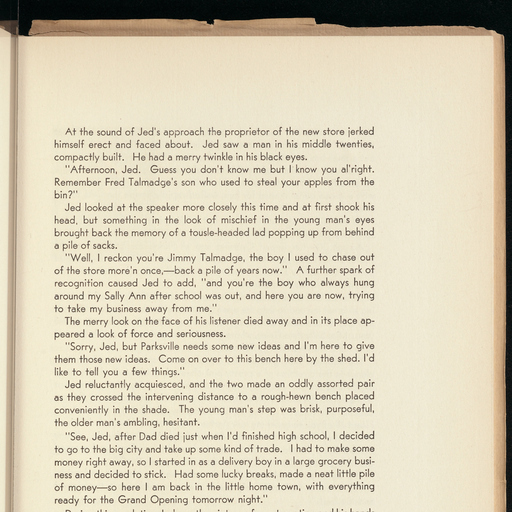 At the sound of Jed's approach the proprietor of the new store jerked
himself erect and faced about. Jed saw a man in his middle twenties,
compactly built. He had a merry twinkle in his black eyes.
"Afternoon, Jed. Guess you don't know me but I know you al'right.
Remember Fred Talmadge's son who used to steal your apples from the
bin?"
Jed looked at the speaker more closely this time and at first shook his
head, but something in the look of mischief in the young man's eyes
brought back the memory of a tousle-headed lad popping up from behind
a pile of sacks.
"Well, I reckon you're Jimmy Talmadge, the boy I used to chase out
of the store more'n once,—back a pile of years now." A further spark of
recognition caused Jed to add, "and you're the boy who always hung
around my Sally Ann after school was out, and here you are now, trying
to take my business away from me."
The merry look on the face of his listener died away and in its place ap-
peared a look of force and seriousness.
"Sorry, Jed, but Parksville needs some new ideas and I'm here to give
them those new ideas. Come on over to this bench here by the shed. I'd
like to tell you a few things."
Jed reluctantly acquiesced, and the two made an oddly assorted pair
as they crossed the intervening distance to a rough-hewn bench placed
conveniently in the shade. The young man's step was brisk, purposeful,
the older man's ambling, hesitant.
"See, Jed, after Dad died just when I'd finished high school, I decided
to go to the big city and take up some kind of trade. I had to make some
money right away, so I started in as a delivery boy in a large grocery busi-
ness and decided to stick. Had some lucky breaks, made a neat little pile
of money—so here I am back in the little home town, with everything
ready for the Grand Opening tomorrow night."